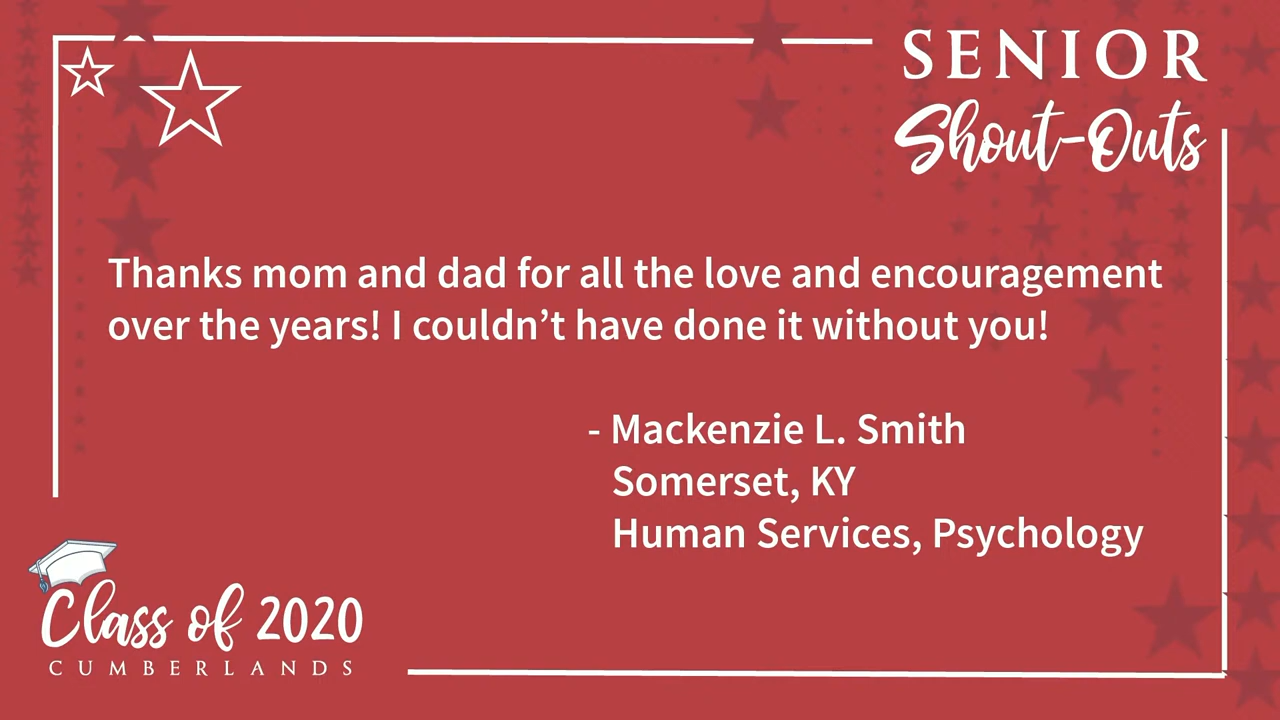 SENIOR
Shout-Outs
Thanks mom and dad for all the love and encouragement
over the years! I couldn’t have done it without you!
- Mackenzie L. Smith
Somerset, KY
Human Services, Psychology
Class of 2020
CUMBERLANDS